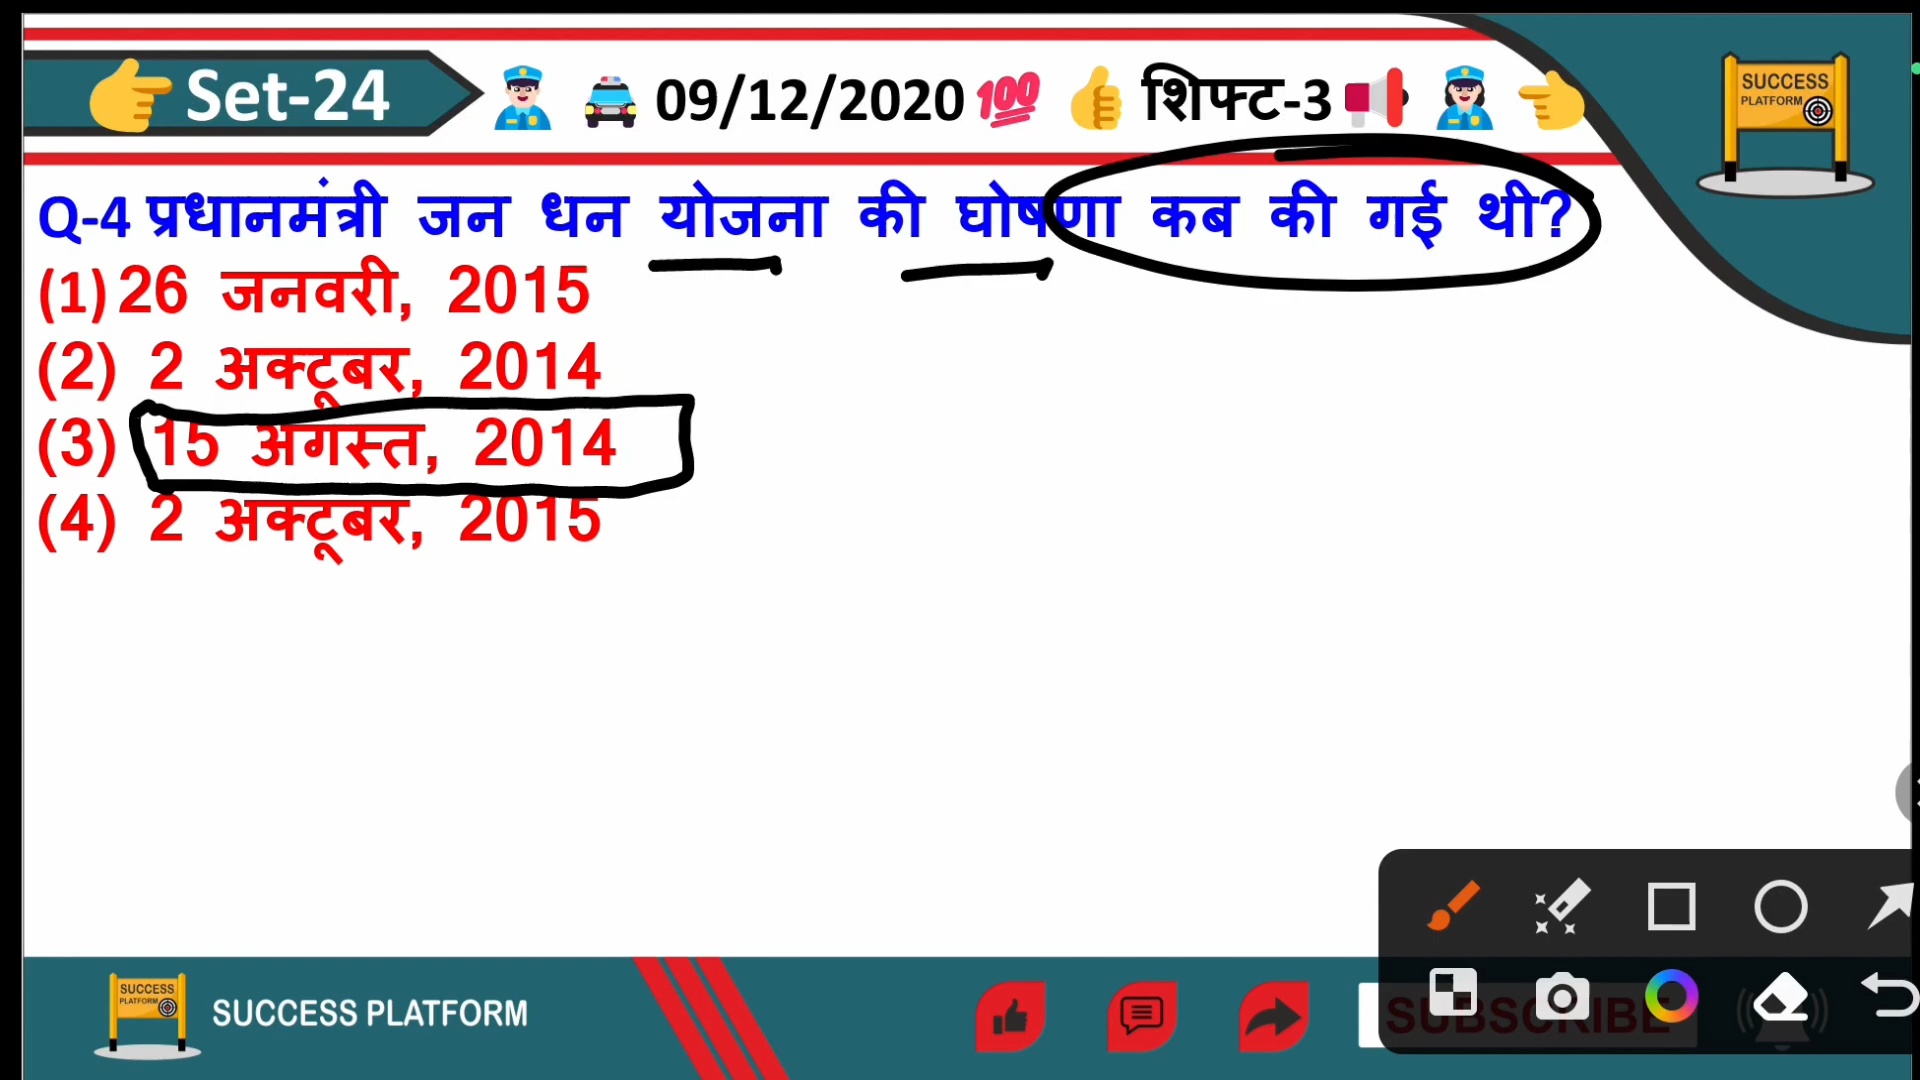 Set-24 09/12/2020 💯 शिफ्ट-3
SUCCESS
PLATFORM
Q-4 प्रधानमंत्री जन धन योजना की घोषणा कब की गई थी?
(1) 26 जनवरी, 2015
(2) 2 अक्टूबर, 2014
(3) 15 अगस्त, 2014
(4) 2 अक्टूबर, 2015
SUCCESS
PLATFORM
SUCCESS PLATFORM
SUBSCRIBE